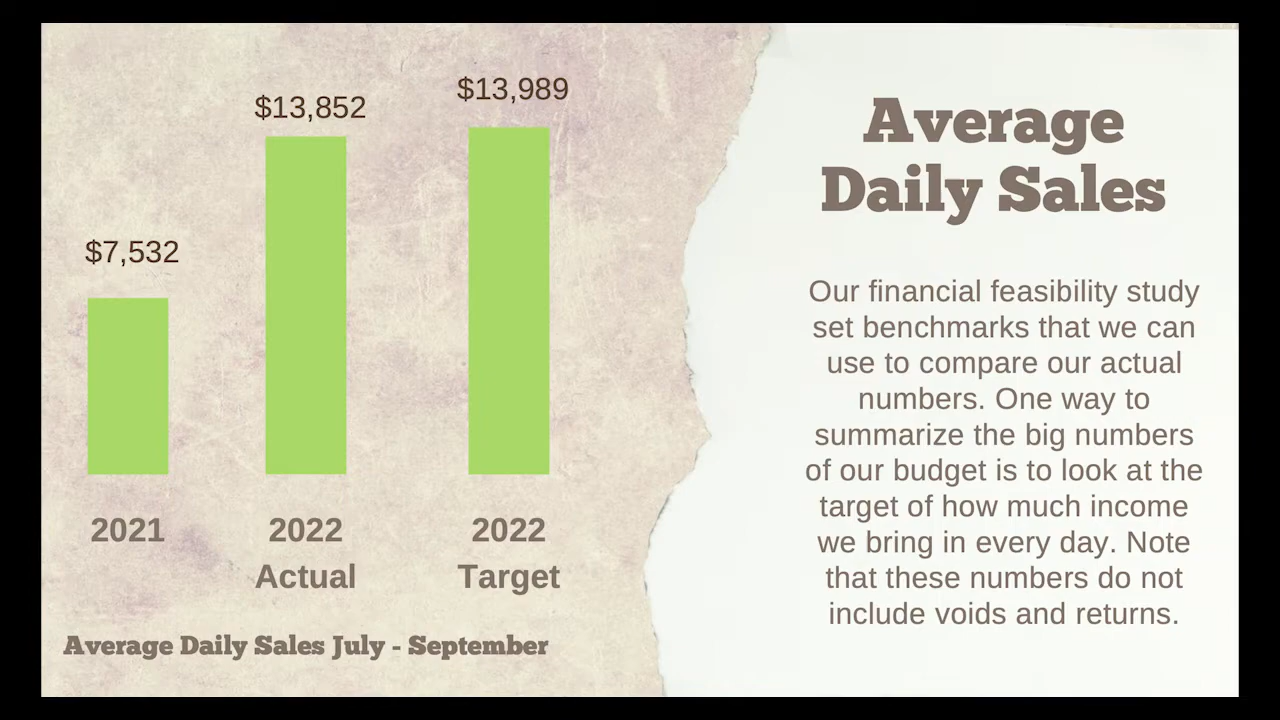 $7,532
$13,852
$13,989
2021
2022
Actual
2022
Target
Average Daily Sales July - September
Average
Daily Sales
Our financial feasibility study
set benchmarks that we can
use to compare our actual
numbers. One way to
summarize the big numbers
of our budget is to look at the
target of how much income
we bring in every day. Note
that these numbers do not
include voids and returns.